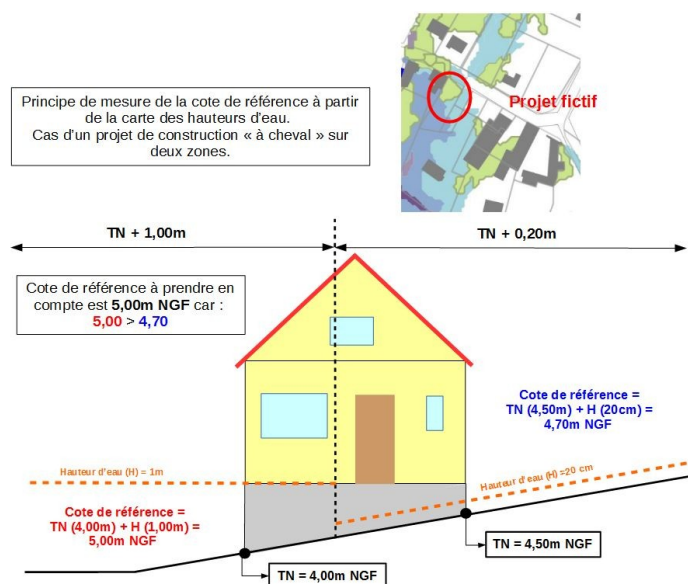 Principe de mesure de la cote de référence à partir
de la carte des hauteurs d'eau.
Cas d'un projet de construction « à cheval » sur
deux zones.
Projet fictif
TN + 1,00m
TN + 0,20m
Cote de référence à prendre en
compte est 5,00m NGF car :
5,00 > 4,70
Cote de référence =
TN (4,50m) + H (20cm) =
4,70m NGF
Hauteur d'eau (H) = 1m
Hauteur d'eau (H) =20 cm
Cote de référence =
TN (4,00m) + H (1,00m) =
5,00m NGF
TN = 4,50m NGF
TN = 4,00m NGF